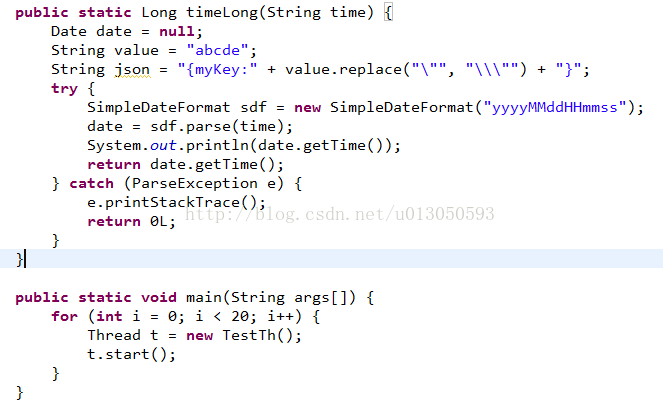 public static Long timeLong(String time) {
    Date date = null;
    String value = "abcde";
    String json = "{myKey:" + value.replace("\"", "\\\"") + "}";
    try {
        SimpleDateFormat sdf = new SimpleDateFormat("yyyyMMddHHmmss");
        date = sdf.parse(time);
        System.out.println(date.getTime());
        return date.getTime();
    } catch (ParseException e) {
        e.printStackTrace();
http://blog.csdn.net/u013050593
        return 0L;
    }
}
public static void main(String args[]) {
    for (int i = 0; i < 20; i++) {
        Thread t = new TestTh();
        t.start();
    }
}